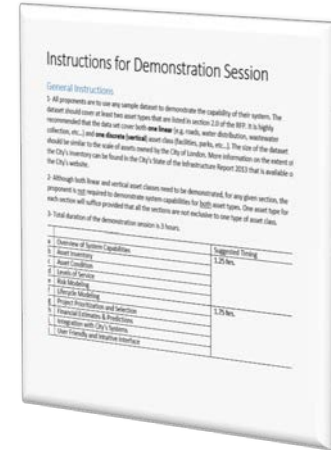 Instructions for Demonstration Session
General Instructions
1- All proponents are to use any sample dataset to demonstrate the capability of their system. The
dataset should cover at least two asset types that are listed in section 2.0 of the RFP. It is highly
recommended that the data set cover both one linear (e.g. roads, water distribution, wastewater
collection, etc...) and one discrete (vertical) asset class (facilities, parks, etc...). The size of the dataset
should be similar to the scale of assets owned by the City of London. More information on the extent of
the City's inventory can be found in the City's State of the Infrastructure Report 2013 that is available o
the City's website.
2- Although both linear and vertical asset classes need to be demonstrated, for any given section, the
proponent is not required to demonstrate system capabilities for both asset types. One asset type for
each section will suffice provided that all the sections are not exclusive to one type of asset class.
3- Total duration of the demonstration session is 3 hours.
Suggested Timing
a Overview of System Capabilities 1.25 Hrs.
b Asset Inventory
c Asset Condition
d Levels of Service
e Risk Modeling
f Lifecycle Modeling
g Project Prioritization and Selection 1.75 Hrs.
h Financial Estimates & Predictions
i Integration with City's Systems
User Friendly and Intuitive Interface